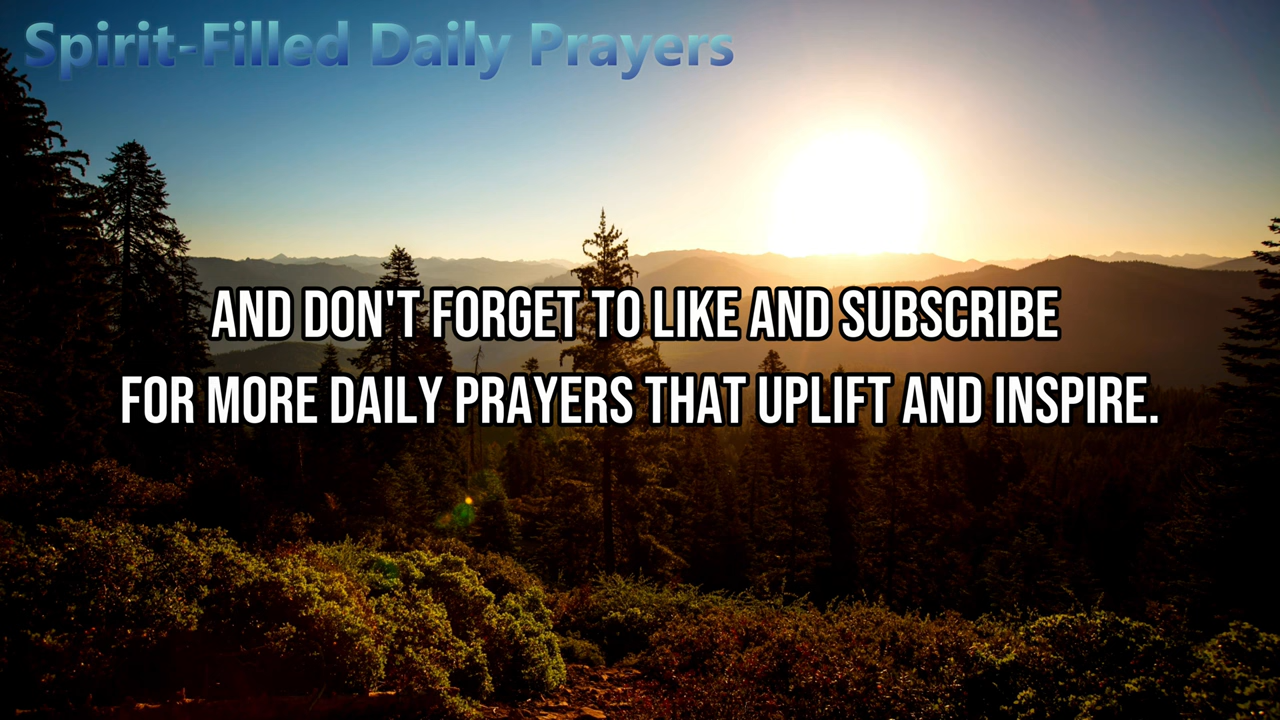 Spirit-Filled Daily Prayers
AND DON'T FORGET TO LIKE AND SUBSCRIBE
FOR MORE DAILY PRAYERS THAT UPLIFT AND INSPIRE.